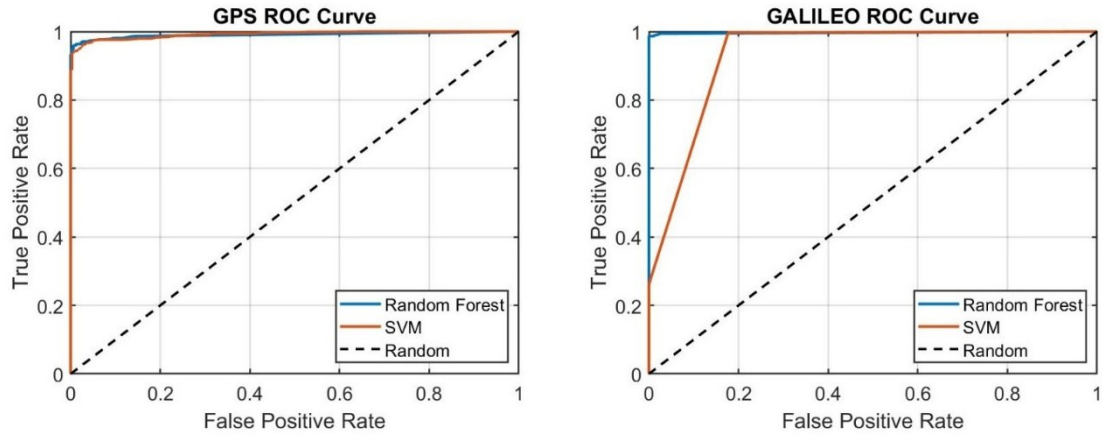 GPS ROC Curve
1
0.8
0.6
0.4
0.2
0
True Positive Rate
Random Forest
SVM
Random
0
0.2
0.4
0.6
0.8
1
False Positive Rate
GALILEO ROC Curve
1
0.8
0.6
0.4
0.2
0
True Positive Rate
Random Forest
SVM
Random
0
0.2
0.4
0.6
0.8
1
False Positive Rate